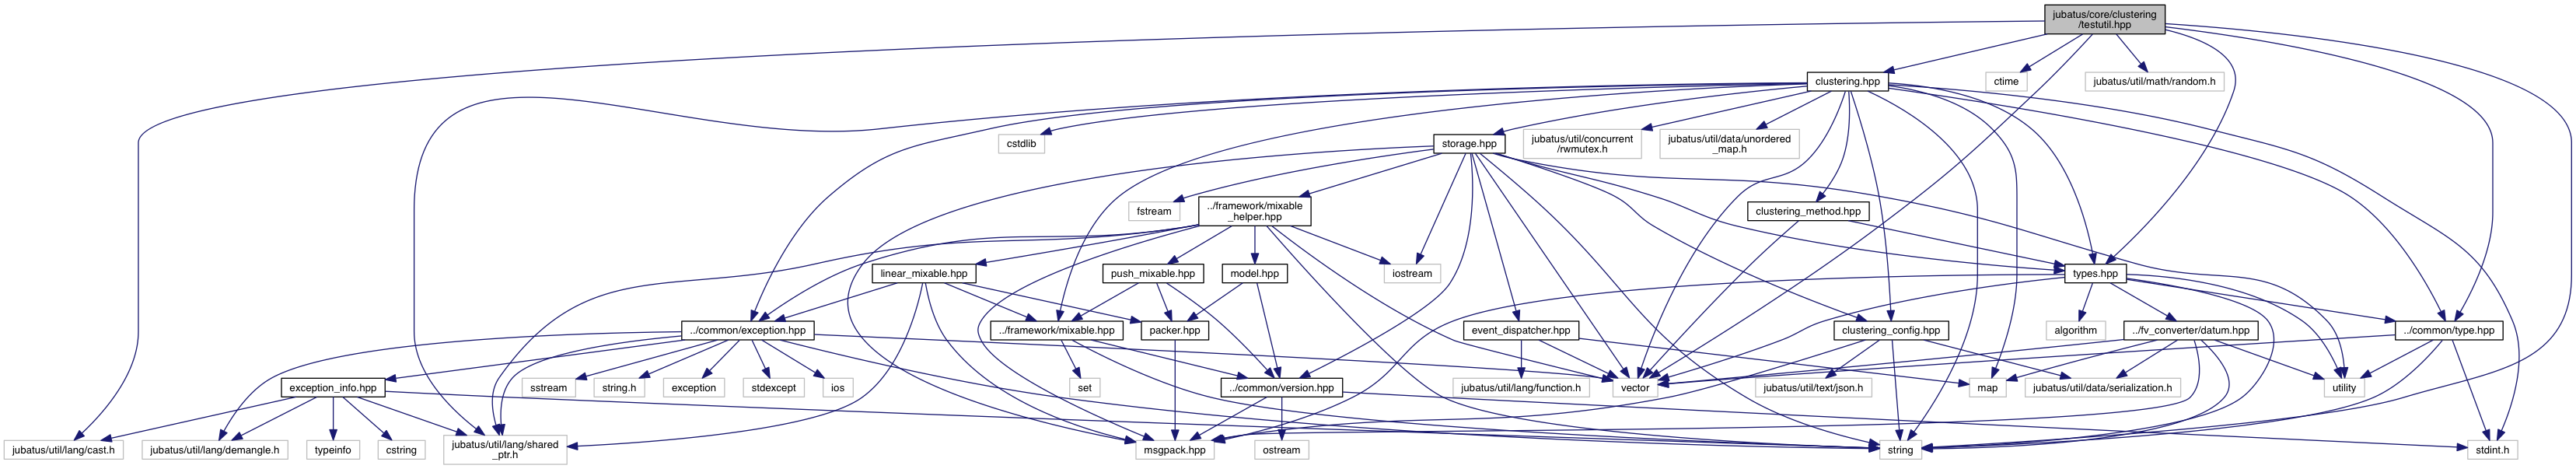 jubatus/core/clustering
/testutil.hpp
clustering.hpp
ctime
jubatus/util/math/random.h
cstdlib
storage.hpp
jubatus/util/concurrent
/rwmutex.h
jubatus/util/data/unordered
_map.h
fstream
../framework/mixable
_helper.hpp
clustering_method.hpp
linear_mixable.hpp
push_mixable.hpp
model.hpp
iostream
types.hpp
../common/exception.hpp
../framework/mixable.hpp
packer.hpp
event_dispatcher.hpp
clustering_config.hpp
algorithm
../fv_converter/datum.hpp
../common/type.hpp
exception_info.hpp
sstream
string.h
exception
stdexcept
ios
set
../common/version.hpp
jubatus/util/lang/function.h
vector
jubatus/util/text/json.h
map
jubatus/util/data/serialization.h
utility
jubatus/util/lang/cast.h
jubatus/util/lang/demangle.h
typeinfo
cstring
jubatus/util/lang/shared
_ptr.h
msgpack.hpp
ostream
string
stdint.h